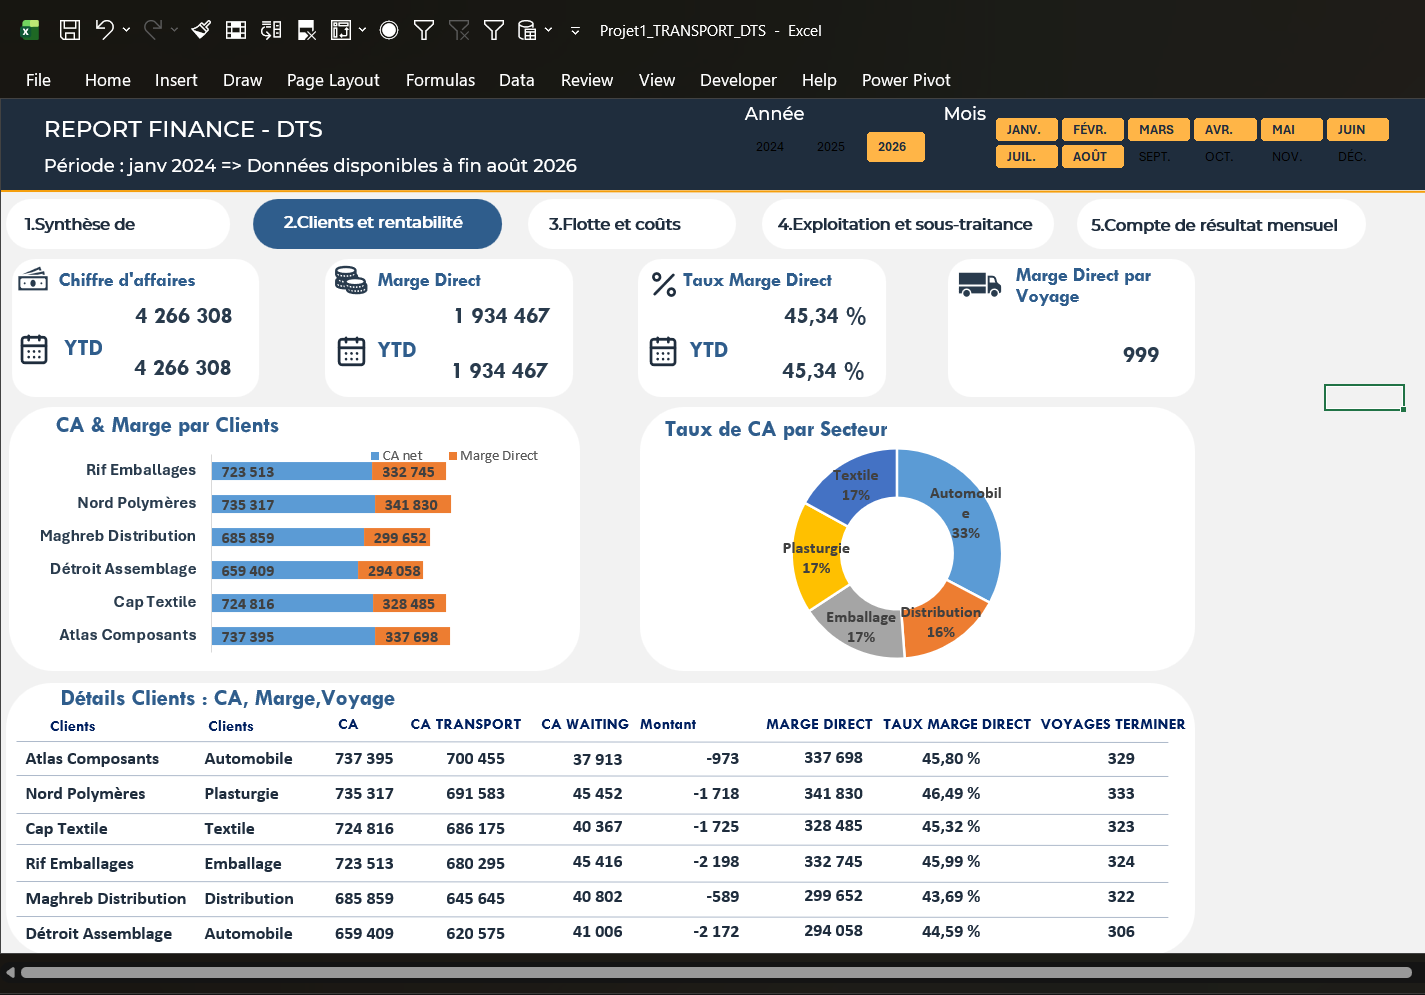 Projet1_TRANSPORT_DTS - Excel
File Home Insert Draw Page Layout Formulas Data Review View Developer Help Power Pivot
REPORT FINANCE - DTS
Période : janv 2024 => Données disponibles à fin août 2026
Année
2024 2025 2026
Mois
JANV. FÉVR. MARS AVR. MAI JUIN
JUIL. AOÛT SEPT. OCT. NOV. DÉC.
1.Synthèse de
2.Clients et rentabilité
3.Flotte et coûts
4.Exploitation et sous-traitance
5.Compte de résultat mensuel
Chiffre d'affaires
4 266 308
YTD
4 266 308
Marge Direct
1 934 467
YTD
1 934 467
Taux Marge Direct
45,34 %
YTD
45,34 %
Marge Direct par
Voyage
999
CA & Marge par Clients
CA net Marge Direct
Rif Emballages 723 513 332 745
Nord Polymères 735 317 341 830
Maghreb Distribution 685 859 299 652
Détroit Assemblage 659 409 294 058
Cap Textile 724 816 328 485
Atlas Composants 737 395 337 698
Taux de CA par Secteur
Textile
17%
Automobil
e
33%
Plasturgie
17%
Emballage
17%
Distribution
16%
Détails Clients : CA, Marge,Voyage
Clients Clients CA CA TRANSPORT CA WAITING Montant MARGE DIRECT TAUX MARGE DIRECT VOYAGES TERMINER
Atlas Composants Automobile 737 395 700 455 37 913 -973 337 698 45,80 % 329
Nord Polymères Plasturgie 735 317 691 583 45 452 -1 718 341 830 46,49 % 333
Cap Textile Textile 724 816 686 175 40 367 -1 725 328 485 45,32 % 323
Rif Emballages Emballage 723 513 680 295 45 416 -2 198 332 745 45,99 % 324
Maghreb Distribution Distribution 685 859 645 645 40 802 -589 299 652 43,69 % 322
Détroit Assemblage Automobile 659 409 620 575 41 006 -2 172 294 058 44,59 % 306